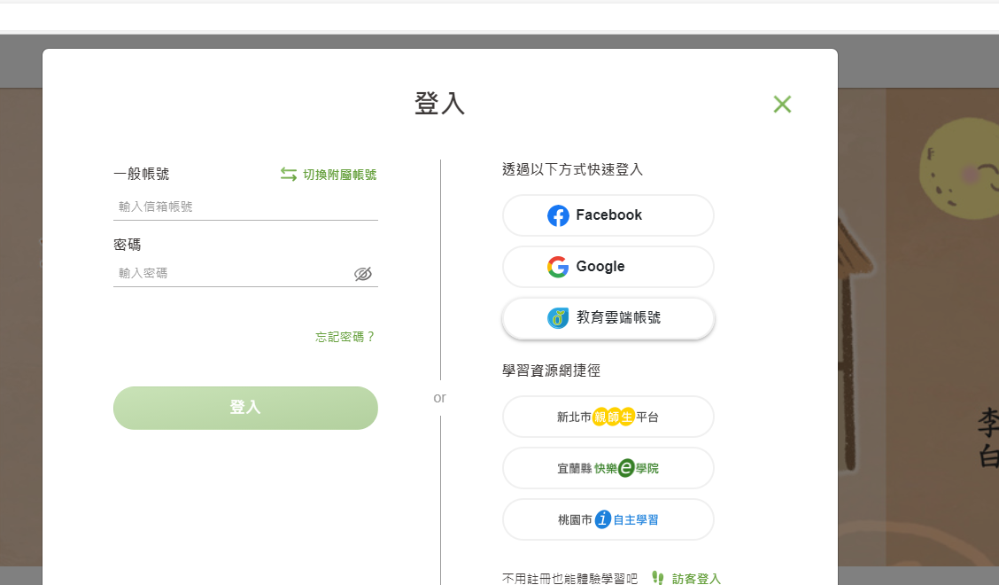 登入
一般帳號
切換附屬帳號
輸入信箱帳號
密碼
輸入密碼
忘記密碼？
登入
or
透過以下方式快速登入
Facebook
Google
教育雲端帳號
學習資源網捷徑
新北市親師生平台
宜蘭縣快樂e學院
桃園市i自主學習
不用註冊也能體驗學習吧
訪客登入
李
白